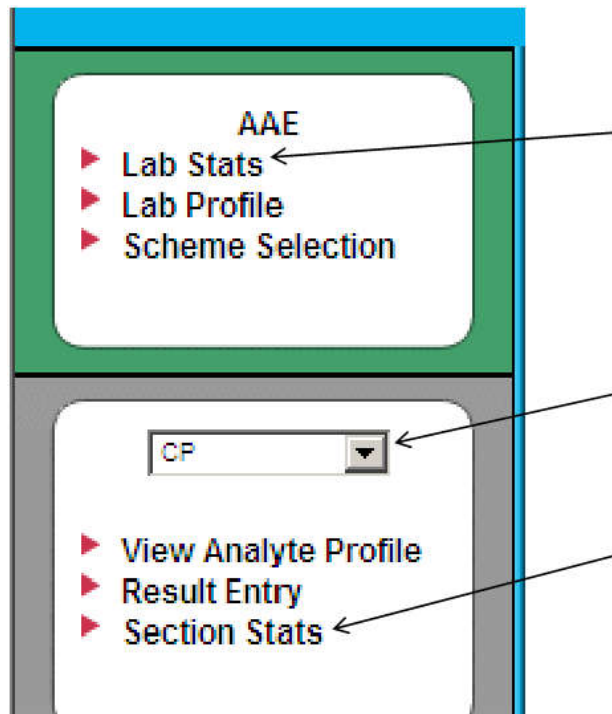 AAE
Lab Stats
Lab Profile
Scheme Selection
CP
View Analyte Profile
Result Entry
Section Stats